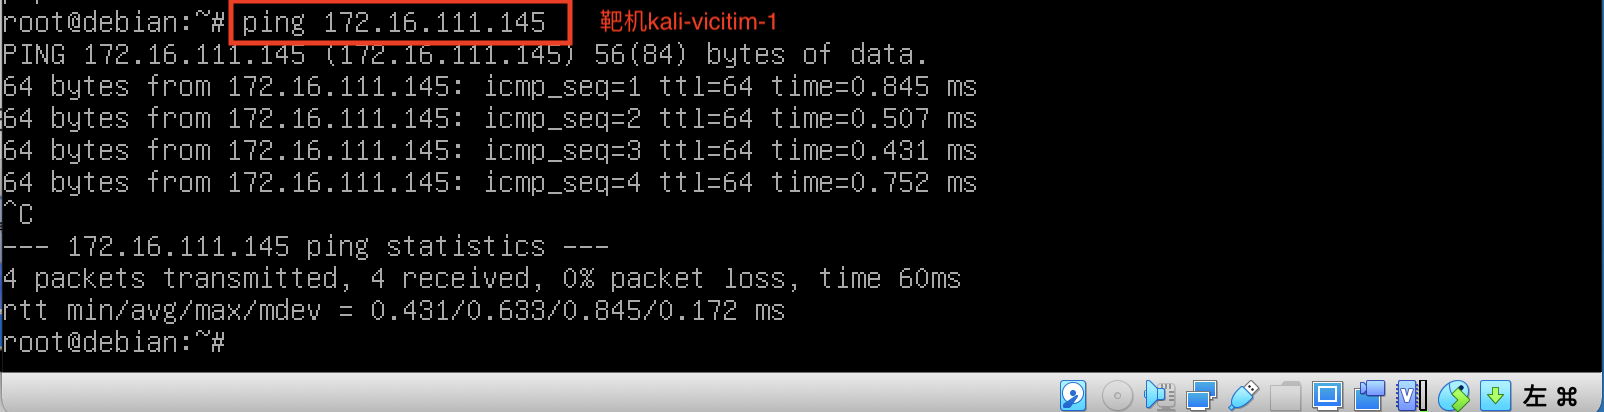 root@debian:~# ping 172.16.111.145 靶机kali-vicitim-1
PING 172.16.111.145 (172.16.111.145) 56(84) bytes of data.
64 bytes from 172.16.111.145: icmp_seq=1 ttl=64 time=0.845 ms
64 bytes from 172.16.111.145: icmp_seq=2 ttl=64 time=0.507 ms
64 bytes from 172.16.111.145: icmp_seq=3 ttl=64 time=0.431 ms
64 bytes from 172.16.111.145: icmp_seq=4 ttl=64 time=0.752 ms
^C
--- 172.16.111.145 ping statistics ---
4 packets transmitted, 4 received, 0% packet loss, time 60ms
rtt min/avg/max/mdev = 0.431/0.633/0.845/0.172 ms
root@debian:~#
左 ⌘